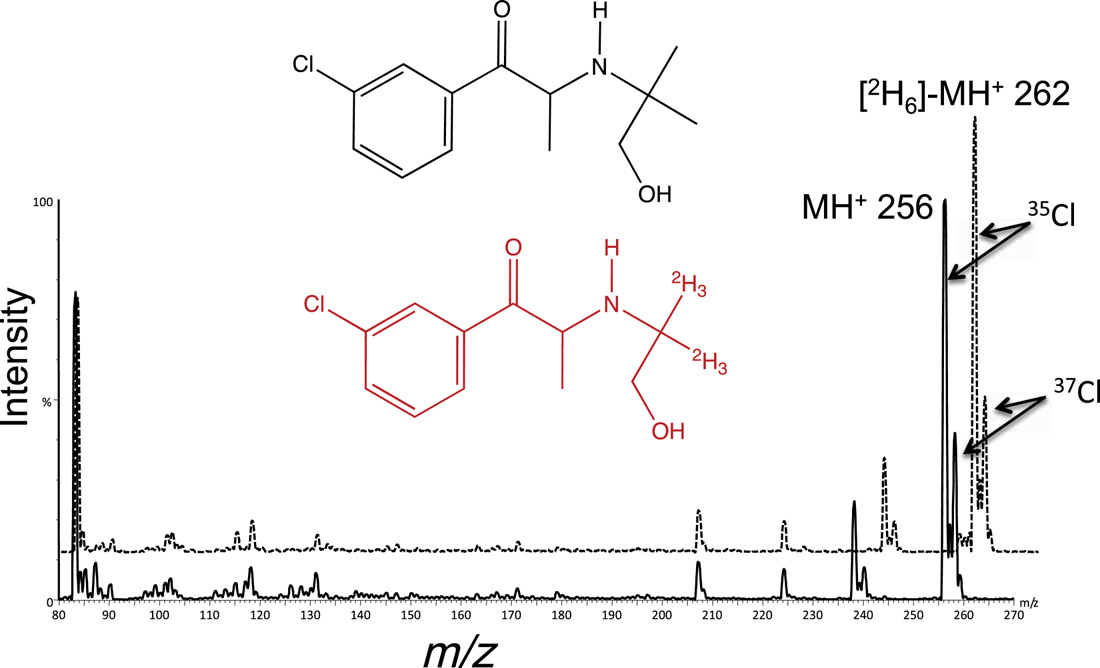 O
H
Cl
N
OH
[²H₆]-MH⁺ 262
MH⁺ 256
³⁵Cl
³⁷Cl
O
H
Cl
N
²H₃
²H₃
OH
Intensity
100
%
0
80 90 100 110 120 130 140 150 160 170 180 190 200 210 220 230 240 250 260 270 m/z
m/z